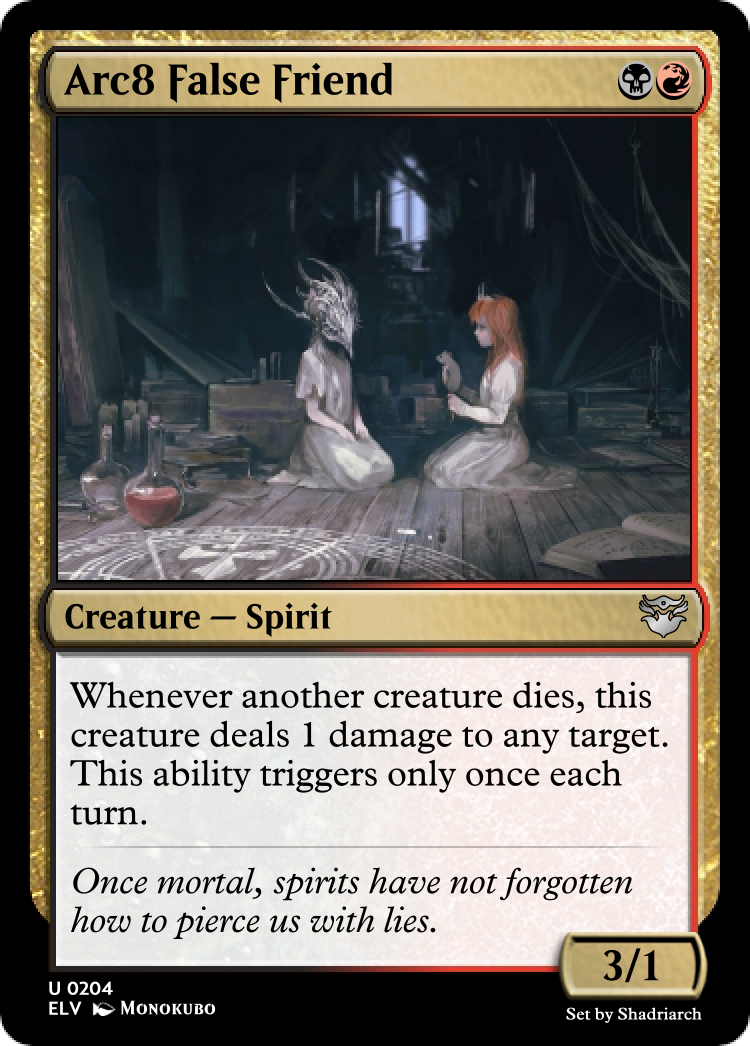 Arc8 False Friend
Creature — Spirit
Whenever another creature dies, this
creature deals 1 damage to any target.
This ability triggers only once each
turn.
Once mortal, spirits have not forgotten
how to pierce us with lies.
3/1
U 0204
ELV Monokubo
Set by Shadriarch